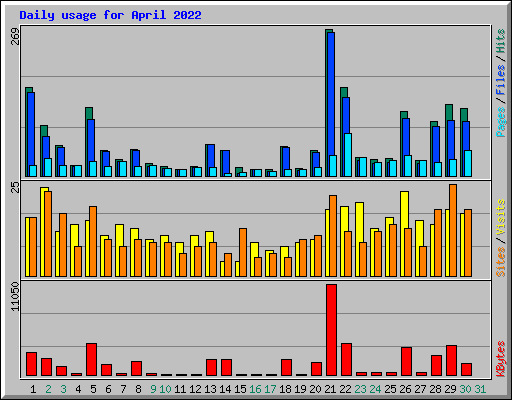 Daily usage for April 2022
269
Pages / Files / Hits
25
Sites / Visits
11050
KBytes
1 2 3 4 5 6 7 8 9 10 11 12 13 14 15 16 17 18 19 20 21 22 23 24 25 26 27 28 29 30 31